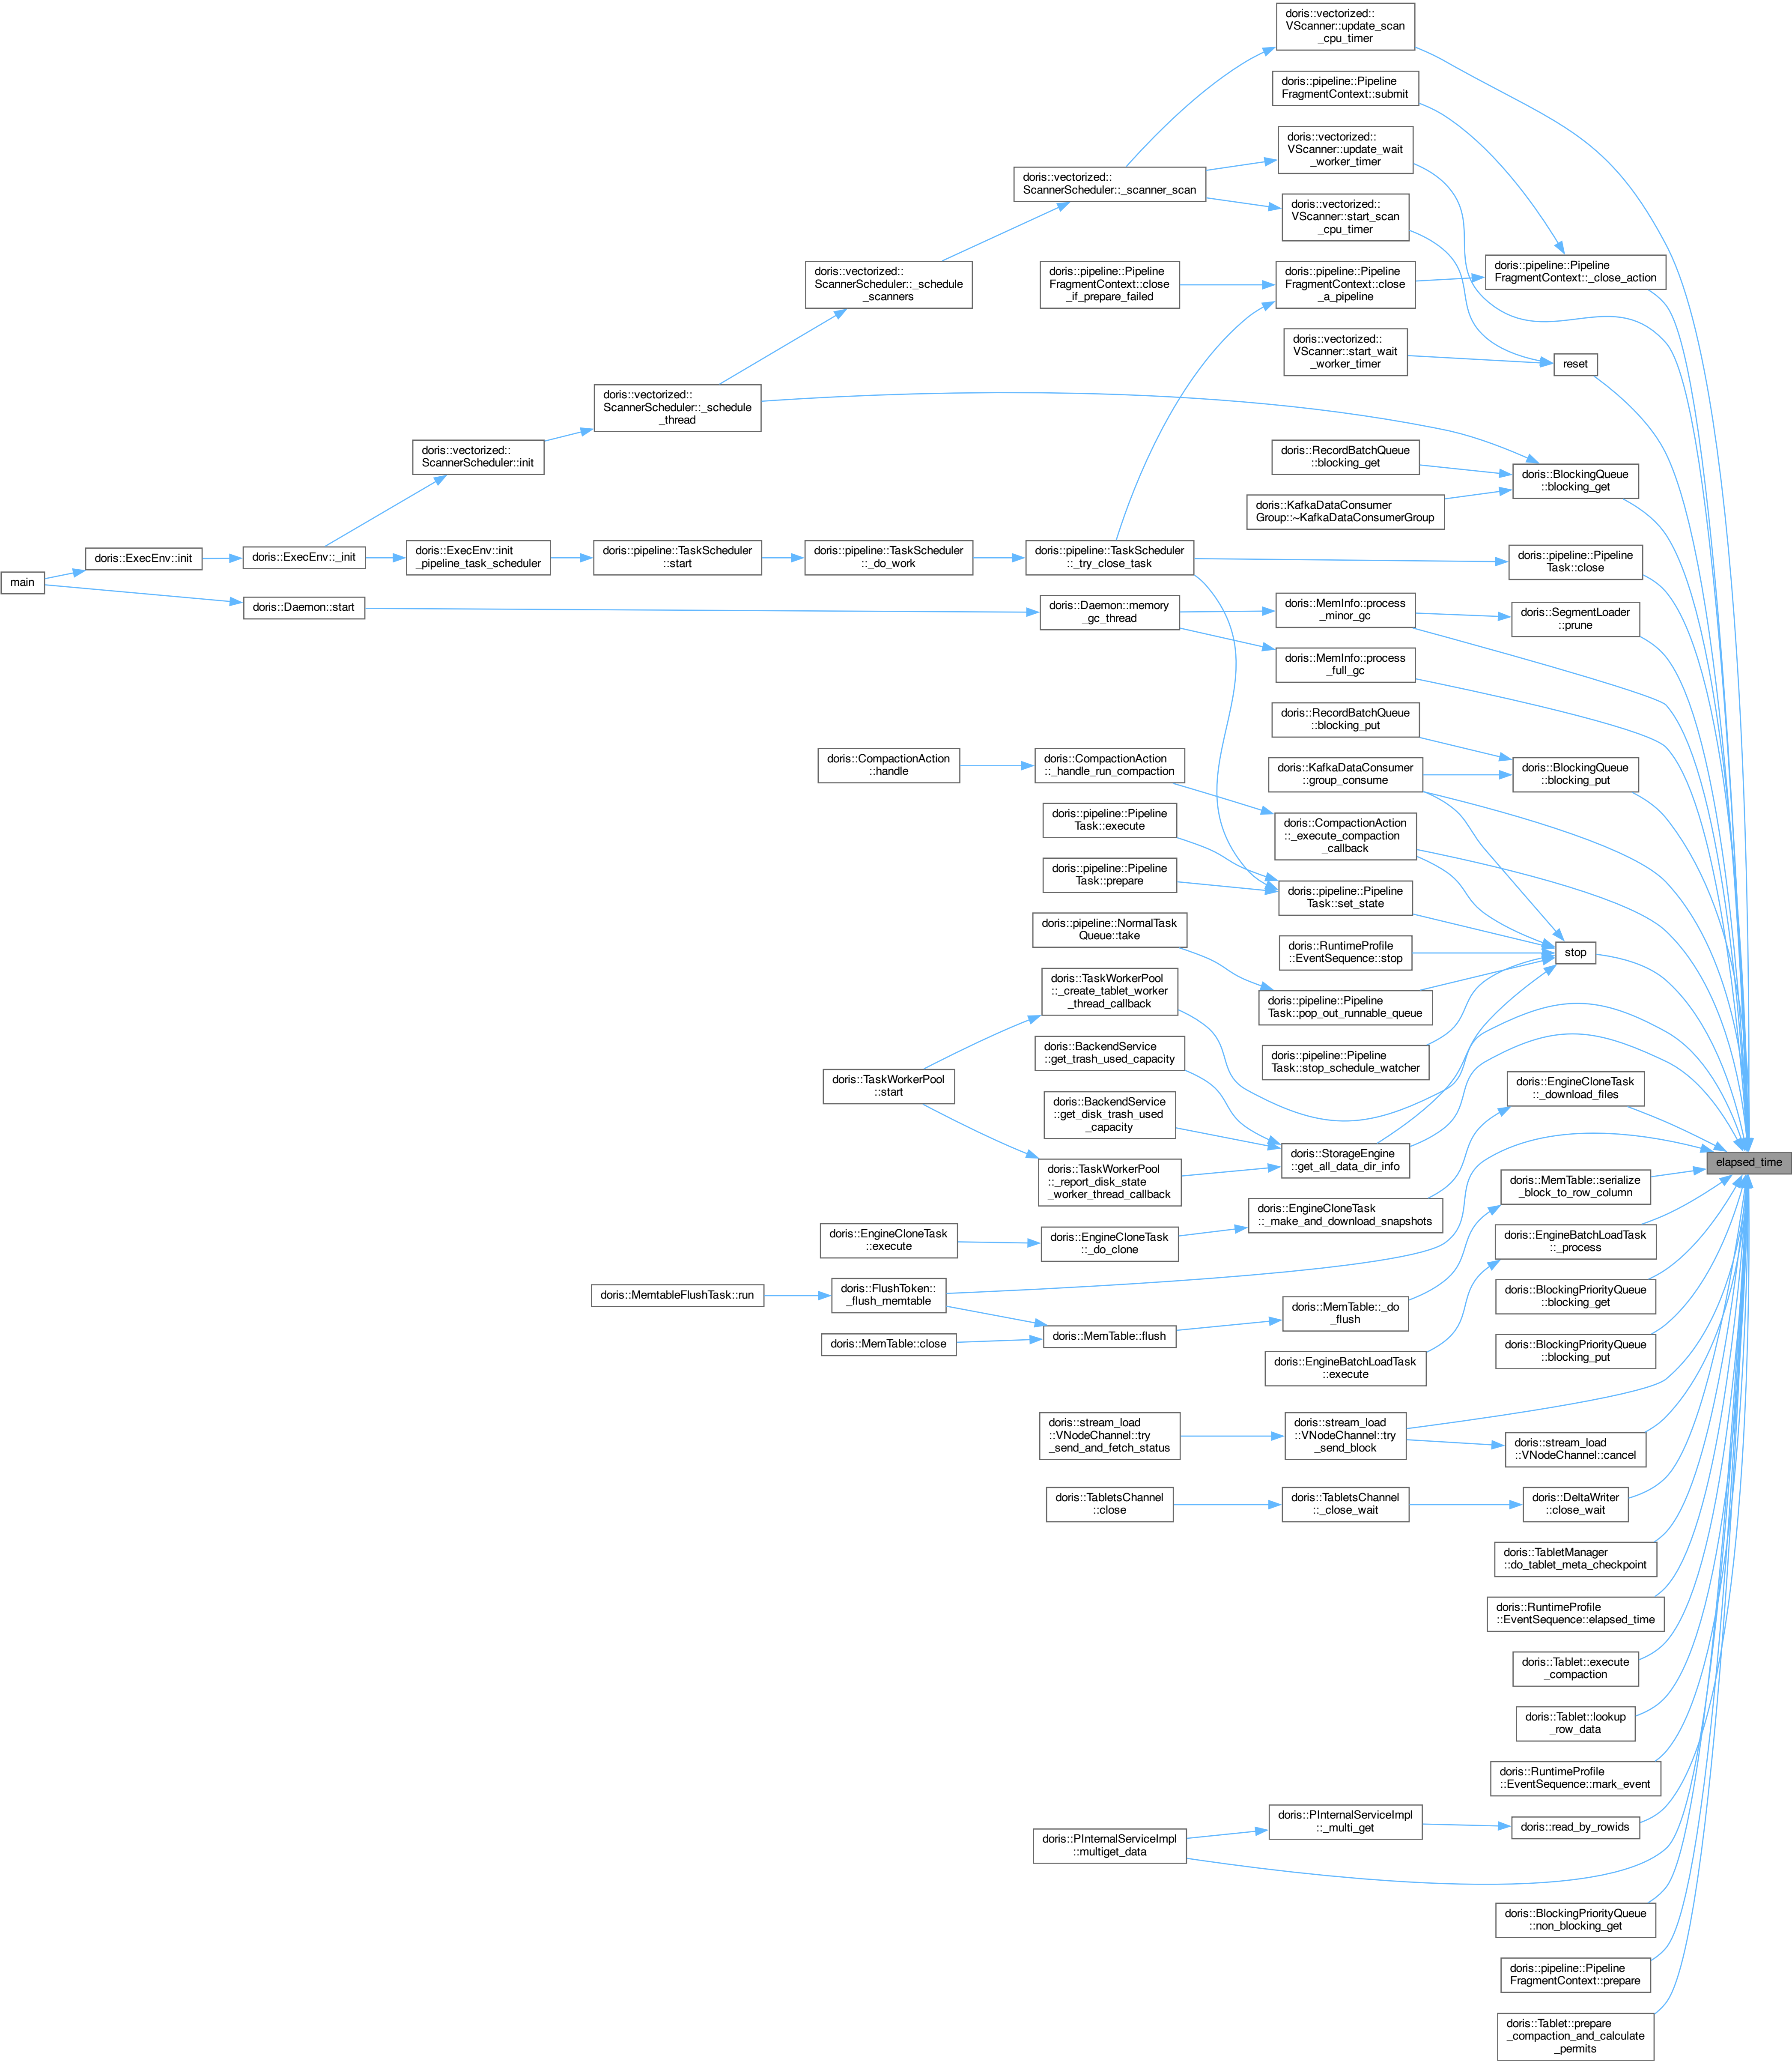 doris::vectorized::
VScanner::update_scan
_cpu_timer
doris::pipeline::Pipeline
FragmentContext::submit
doris::vectorized::
VScanner::update_wait
_worker_timer
doris::vectorized::
ScannerScheduler::_scanner_scan
doris::vectorized::
VScanner::start_scan
_cpu_timer
doris::pipeline::Pipeline
FragmentContext::_close_action
doris::vectorized::
ScannerScheduler::_schedule
_scanners
doris::pipeline::Pipeline
FragmentContext::close
_if_prepare_failed
doris::pipeline::Pipeline
FragmentContext::close
_a_pipeline
doris::vectorized::
VScanner::start_wait
_worker_timer
reset
doris::vectorized::
ScannerScheduler::_schedule
_thread
doris::vectorized::
ScannerScheduler::init
doris::RecordBatchQueue
::blocking_get
doris::BlockingQueue
::blocking_get
doris::KafkaDataConsumer
Group::~KafkaDataConsumerGroup
main
doris::ExecEnv::init
doris::ExecEnv::_init
doris::ExecEnv::init
_pipeline_task_scheduler
doris::pipeline::TaskScheduler
::start
doris::pipeline::TaskScheduler
::_do_work
doris::pipeline::TaskScheduler
::_try_close_task
doris::pipeline::Pipeline
Task::close
doris::Daemon::start
doris::Daemon::memory
_gc_thread
doris::MemInfo::process
_minor_gc
doris::SegmentLoader
::prune
doris::MemInfo::process
_full_gc
doris::RecordBatchQueue
::blocking_put
doris::CompactionAction
::handle
doris::CompactionAction
::_handle_run_compaction
doris::KafkaDataConsumer
::group_consume
doris::BlockingQueue
::blocking_put
doris::pipeline::Pipeline
Task::execute
doris::CompactionAction
::_execute_compaction
_callback
doris::pipeline::Pipeline
Task::prepare
doris::pipeline::Pipeline
Task::set_state
doris::pipeline::NormalTask
Queue::take
doris::RuntimeProfile
::EventSequence::stop
stop
doris::TaskWorkerPool
::_create_tablet_worker
_thread_callback
doris::pipeline::Pipeline
Task::pop_out_runnable_queue
doris::BackendService
::get_trash_used_capacity
doris::pipeline::Pipeline
Task::stop_schedule_watcher
doris::TaskWorkerPool
::start
doris::EngineCloneTask
::_download_files
doris::BackendService
::get_disk_trash_used
_capacity
doris::StorageEngine
::get_all_data_dir_info
elapsed_time
doris::TaskWorkerPool
::_report_disk_state
_worker_thread_callback
doris::MemTable::serialize
_block_to_row_column
doris::EngineCloneTask
::execute
doris::EngineCloneTask
::_do_clone
doris::EngineCloneTask
::_make_and_download_snapshots
doris::EngineBatchLoadTask
::_process
doris::MemtableFlushTask::run
doris::FlushToken::
_flush_memtable
doris::BlockingPriorityQueue
::blocking_get
doris::MemTable::close
doris::MemTable::flush
doris::MemTable::_do
_flush
doris::BlockingPriorityQueue
::blocking_put
doris::EngineBatchLoadTask
::execute
doris::stream_load
::VNodeChannel::try
_send_and_fetch_status
doris::stream_load
::VNodeChannel::try
_send_block
doris::stream_load
::VNodeChannel::cancel
doris::TabletsChannel
::close
doris::TabletsChannel
::_close_wait
doris::DeltaWriter
::close_wait
doris::TabletManager
::do_tablet_meta_checkpoint
doris::RuntimeProfile
::EventSequence::elapsed_time
doris::Tablet::execute
_compaction
doris::Tablet::lookup
_row_data
doris::RuntimeProfile
::EventSequence::mark_event
doris::PInternalServiceImpl
::multiget_data
doris::PInternalServiceImpl
::_multi_get
doris::read_by_rowids
doris::BlockingPriorityQueue
::non_blocking_get
doris::pipeline::Pipeline
FragmentContext::prepare
doris::Tablet::prepare
_compaction_and_calculate
_permits